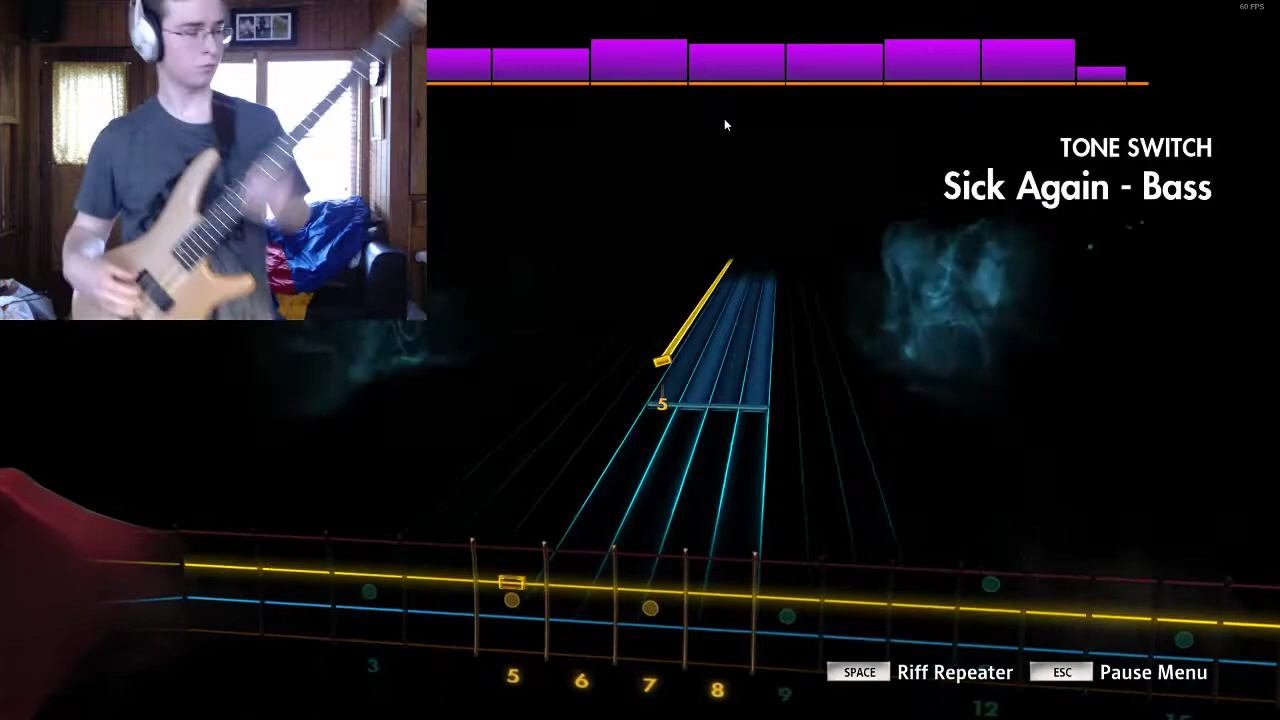 60 FPS
TONE SWITCH
Sick Again - Bass
5
3
5
6
7
8
9
12
SPACE Riff Repeater ESC Pause Menu